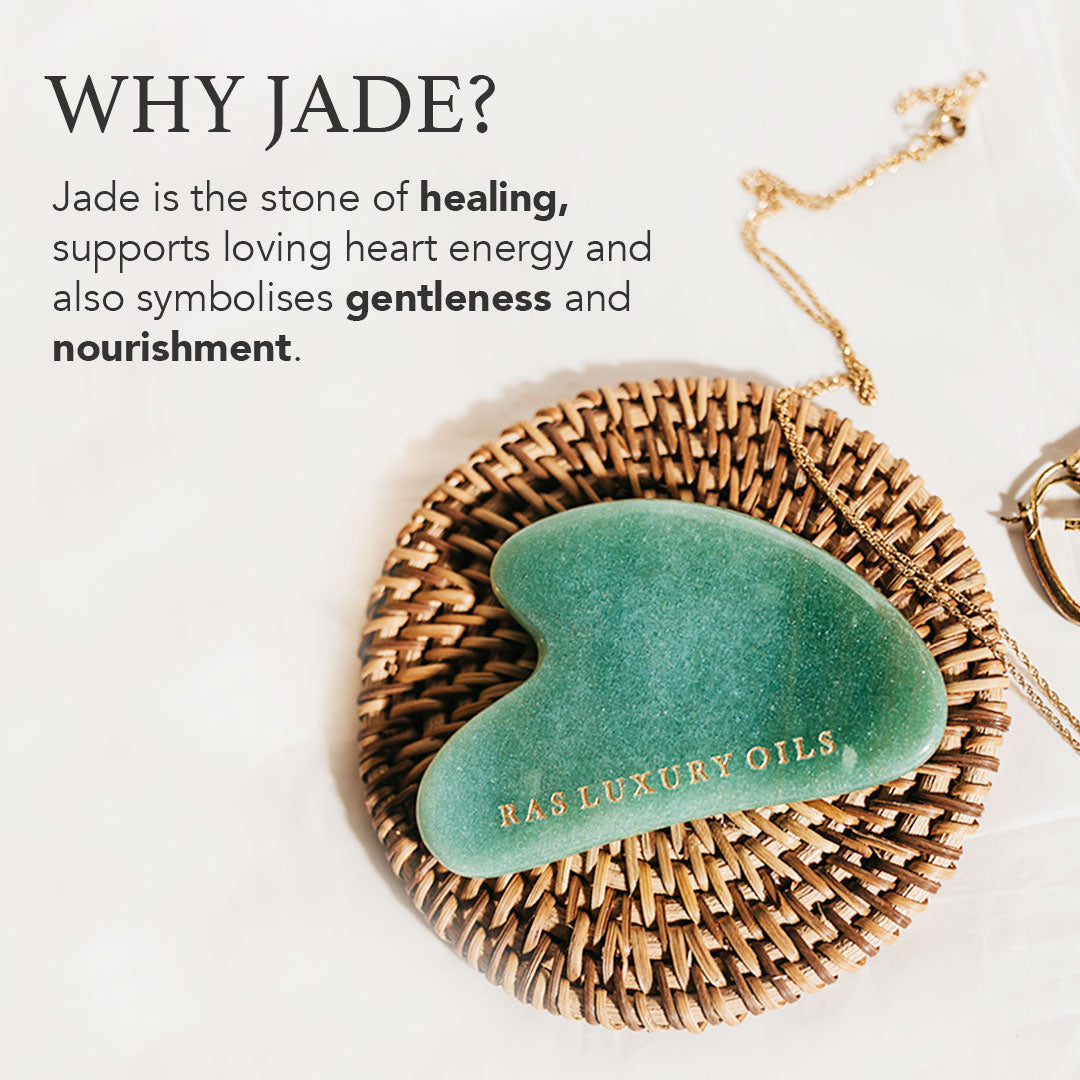 WHY JADE?
Jade is the stone of healing,
supports loving heart energy and
also symbolises gentleness and
nourishment.
RAS LUXURY OILS